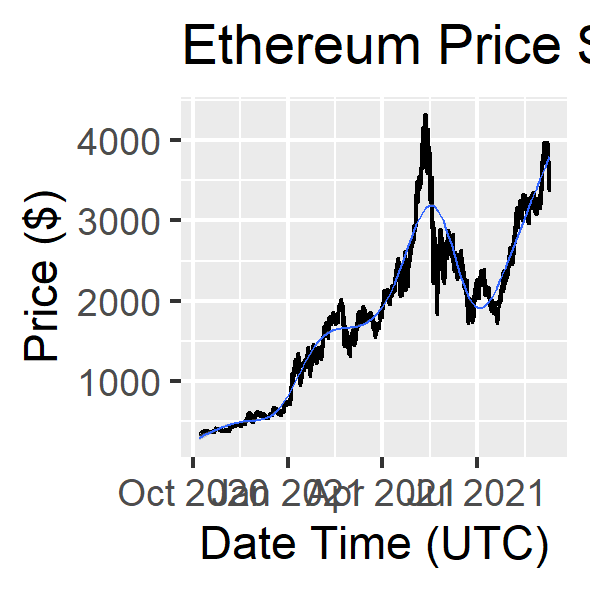 Ethereum Price
Price ($)
4000
3000
2000
1000
Oct 2020 Jan 2021 Apr 2021 Jul 2021
Date Time (UTC)